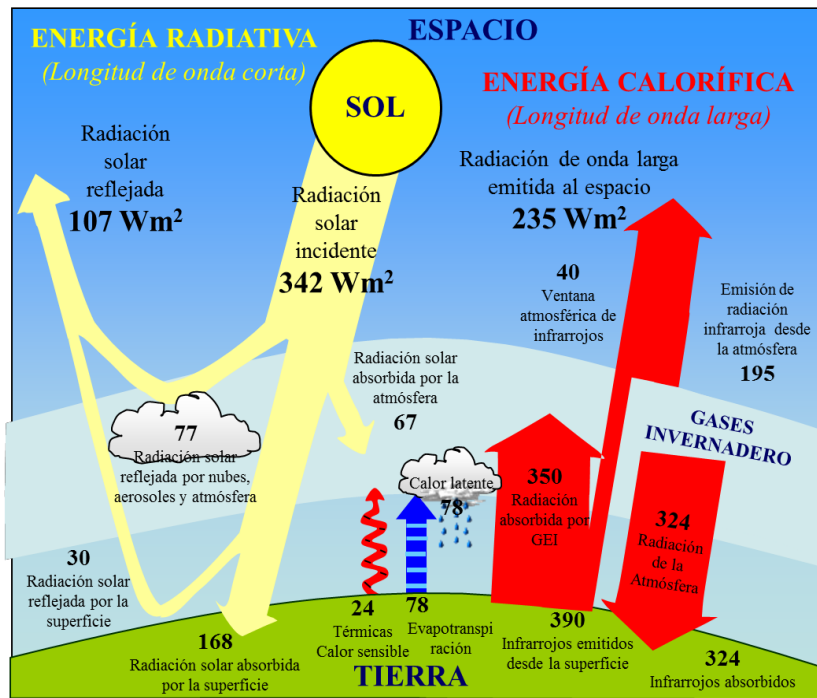 ENERGÍA RADIATIVA
(Longitud de onda corta)
ESPACIO
SOL
ENERGÍA CALORÍFICA
(Longitud de onda larga)
Radiación
solar
reflejada
107 Wm²
Radiación
solar
incidente
342 Wm²
Radiación de onda larga
emitida al espacio
235 Wm²
40
Ventana
atmosférica de
infrarrojos
Emisión de
radiación
infrarroja desde
la atmósfera
195
Radiación solar
absorbida por la
atmósfera
67
77
Radiación solar
reflejada por nubes,
aerosoles y atmósfera
GASES
INVERNADERO
Calor latente
78
350
Radiación
absorbida por
GEI
324
Radiación
de la
Atmósfera
30
Radiación solar
reflejada por la
superficie
168
Radiación solar absorbida
por la superficie
24
Térmicas
Calor sensible
78
Evapotranspi
ración
390
Infrarrojos emitidos
desde la superficie
324
Infrarrojos absorbidos
TIERRA